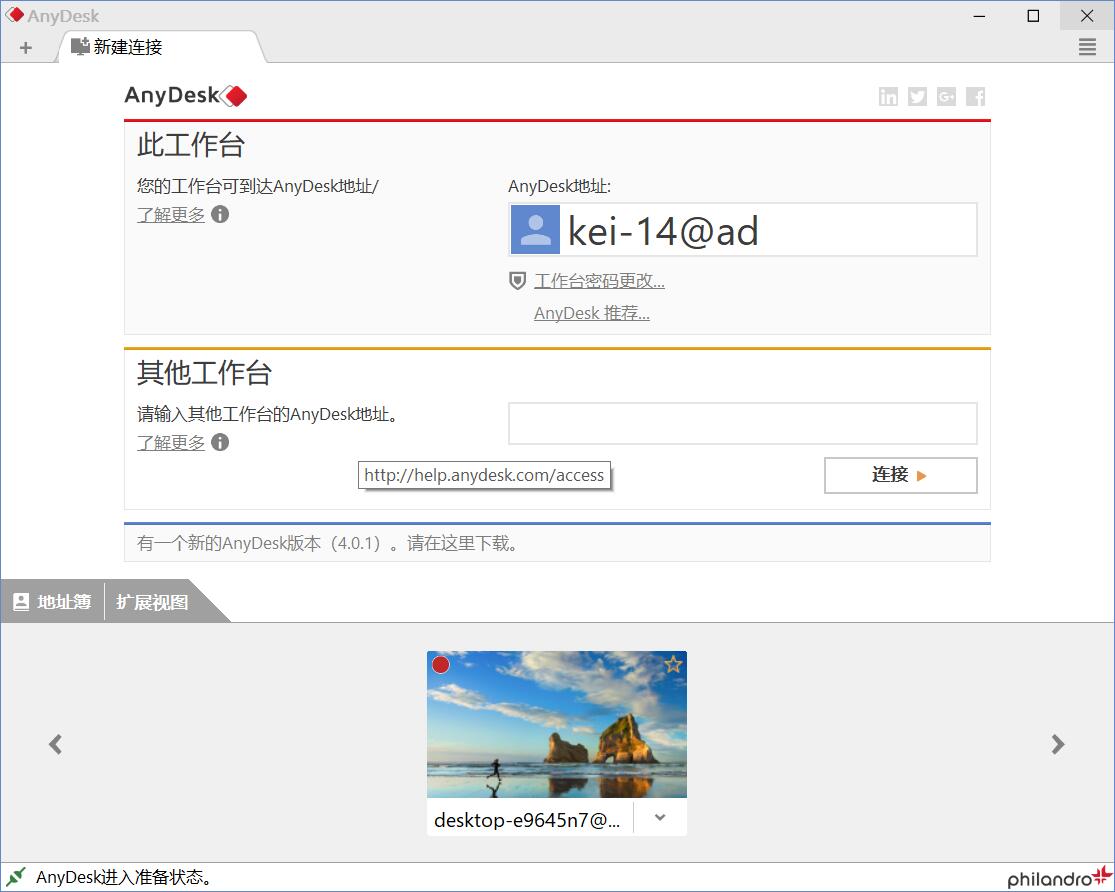 AnyDesk
新建连接
AnyDesk
此工作台
您的工作台可到达AnyDesk地址/
了解更多
AnyDesk地址:
kei-14@ad
工作台密码更改...
AnyDesk 推荐...
其他工作台
请输入其他工作台的AnyDesk地址。
了解更多
http://help.anydesk.com/access
连接
有一个新的AnyDesk版本（4.0.1）。请在这里下载。
地址簿 扩展视图
desktop-e9645n7@...
AnyDesk进入准备状态。
philandro